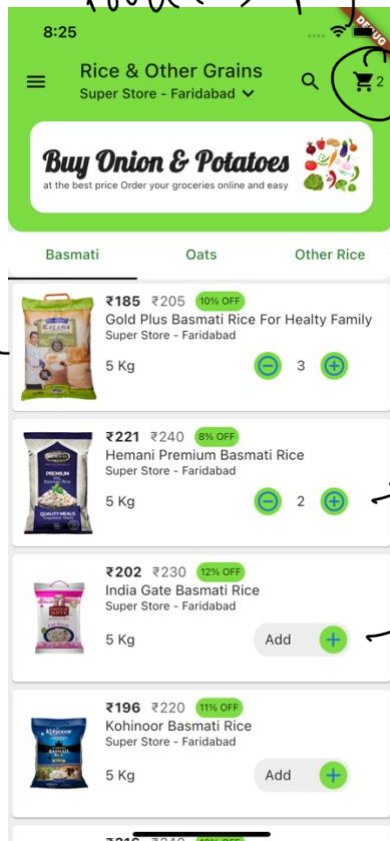 8:25
DEBUG
Rice & Other Grains
2
Super Store - Faridabad
Buy Onion & Potatoes
at the best price Order your groceries online and easy
Basmati Oats Other Rice
₹185 ₹205 10% OFF
Gold Plus Basmati Rice For Healty Family
Super Store - Faridabad
5 Kg 3
₹221 ₹240 8% OFF
Hemani Premium Basmati Rice
Super Store - Faridabad
PREMIUM
QUALITY MEALS
5 Kg 2
₹202 ₹230 12% OFF
India Gate Basmati Rice
Super Store - Faridabad
5 Kg Add
₹196 ₹220 11% OFF
Kohinoor Basmati Rice
Super Store - Faridabad
Kohinoor
5 Kg Add